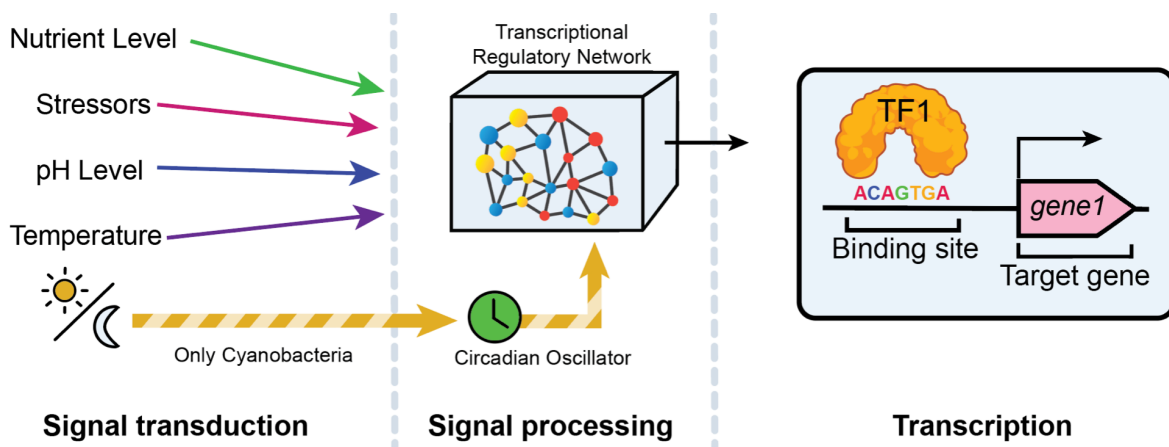 Nutrient Level
Stressors
pH Level
Temperature
Only Cyanobacteria
Signal transduction
Transcriptional
Regulatory Network
Circadian Oscillator
Signal processing
TF1
ACAGTGA
gene1
Binding site
Target gene
Transcription